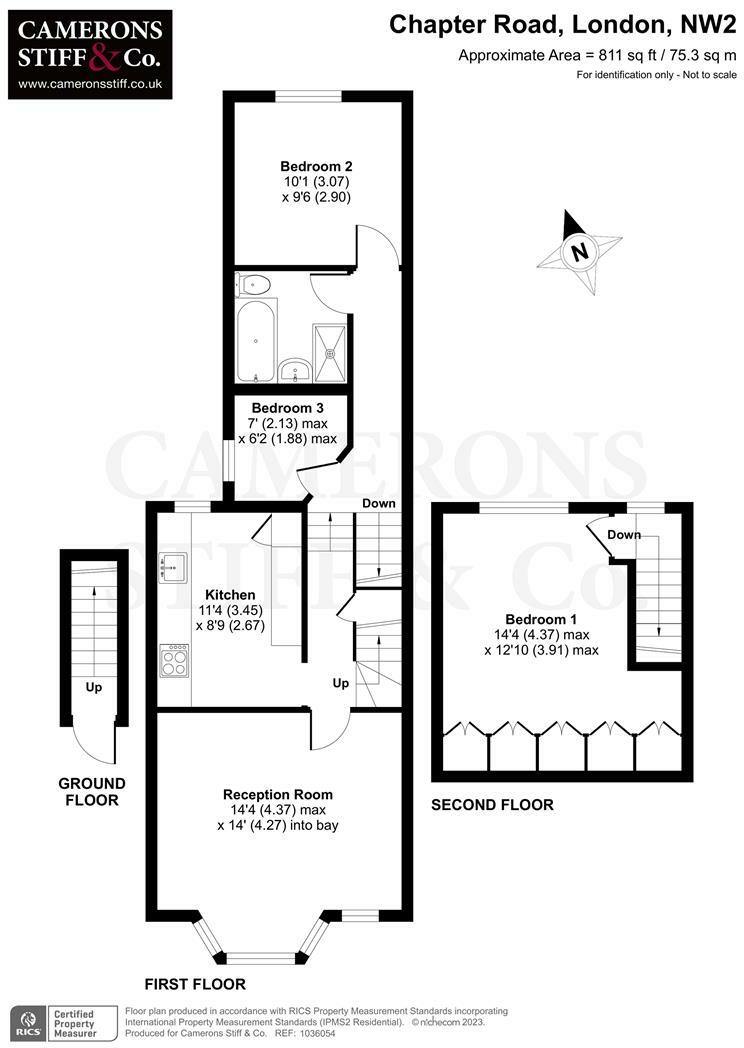 CAMERONS
STIFF & Co.
www.cameronsstiff.co.uk
Chapter Road, London, NW2
Approximate Area = 811 sq ft / 75.3 sq m
For identification only - Not to scale
Bedroom 2
10'1 (3.07)
x 9'6 (2.90)
N
Bedroom 3
7' (2.13) max
x 6'2 (1.88) max
CAMERONS
STIFF & Co.
Down
Down
Kitchen
11'4 (3.45)
x 8'9 (2.67)
Bedroom 1
14'4 (4.37) max
x 12'10 (3.91) max
Up
Up
GROUND
FLOOR
Reception Room
14'4 (4.37) max
x 14' (4.27) into bay
SECOND FLOOR
FIRST FLOOR
RICS
Certified
Property
Measurer
Floor plan produced in accordance with RICS Property Measurement Standards incorporating
International Property Measurement Standards (IPMS2 Residential). © nichecom 2023.
Produced for Camerons Stiff & Co. REF: 1036054